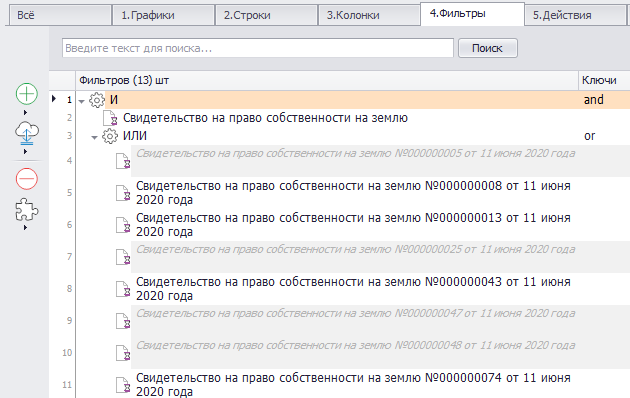 Всё 1.Графики 2.Строки 3.Колонки 4.Фильтры 5.Действия
Введите текст для поиска... Поиск
Фильтров (13) шт Ключи
1 И and
2 Свидетельство на право собственности на землю
3 ИЛИ or
4 Свидетельство на право собственности на землю №000000005 от 11 июня 2020 года
5 Свидетельство на право собственности на землю №000000008 от 11 июня
2020 года
6 Свидетельство на право собственности на землю №000000013 от 11 июня
2020 года
7 Свидетельство на право собственности на землю №000000025 от 11 июня 2020 года
8 Свидетельство на право собственности на землю №000000043 от 11 июня
2020 года
9 Свидетельство на право собственности на землю №000000047 от 11 июня 2020 года
10 Свидетельство на право собственности на землю №000000048 от 11 июня 2020 года
11 Свидетельство на право собственности на землю №000000074 от 11 июня
2020 года